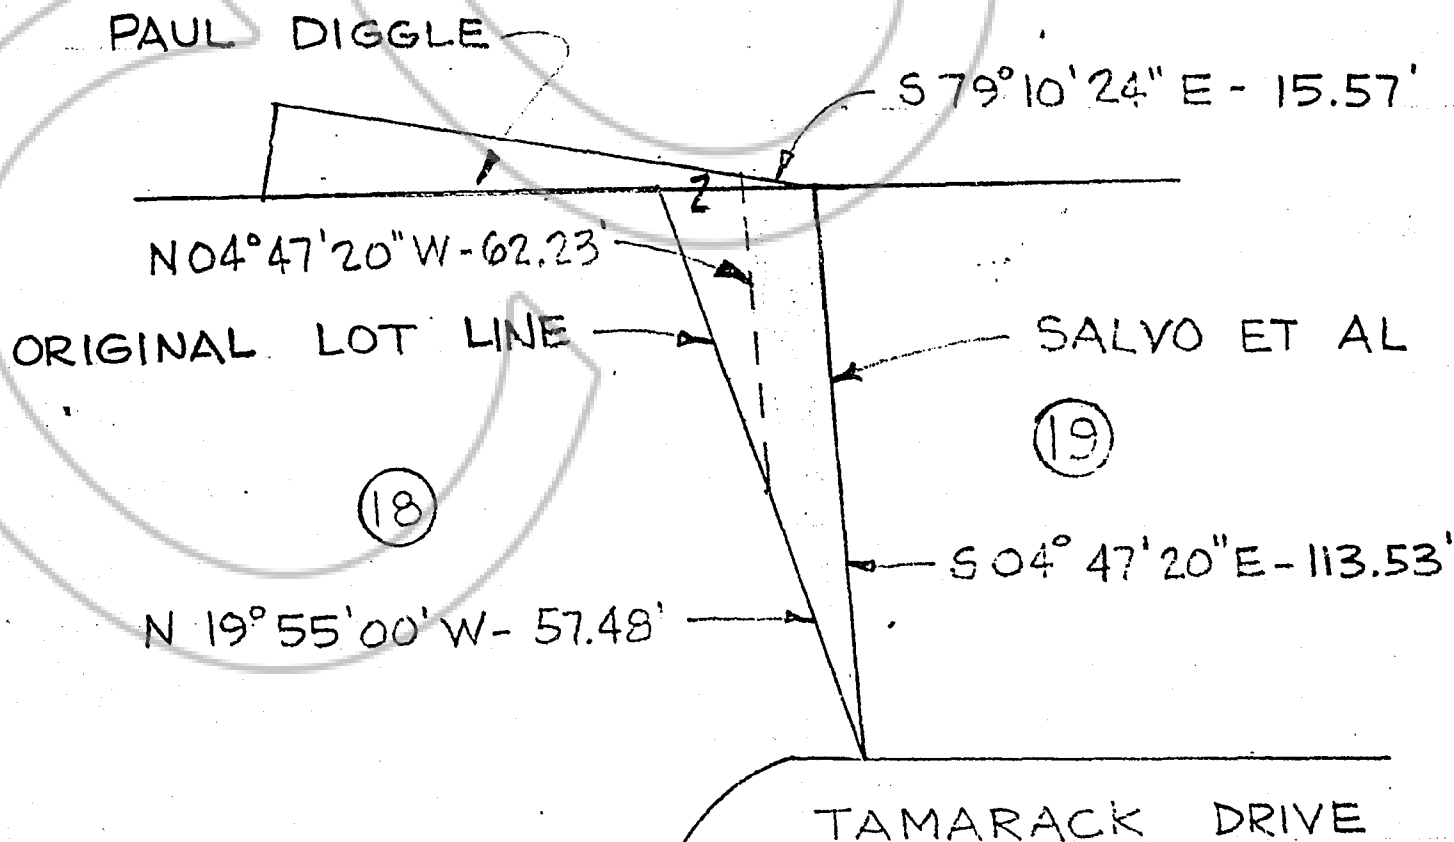 PAUL DIGGLE
S 79°10'24" E - 15.57'
2
N 04°47'20" W - 62.23'
ORIGINAL LOT LINE
SALVO ET AL
19
18
S 04° 47' 20" E - 113.53'
N 19° 55' 00' W - 57.48'
TAMARACK DRIVE